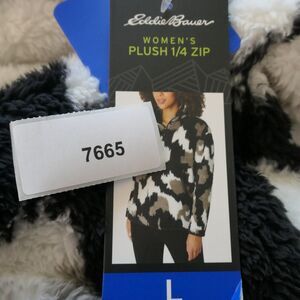 Eddie Bauer
WOMEN'S
PLUSH 1/4 ZIP
7665
L